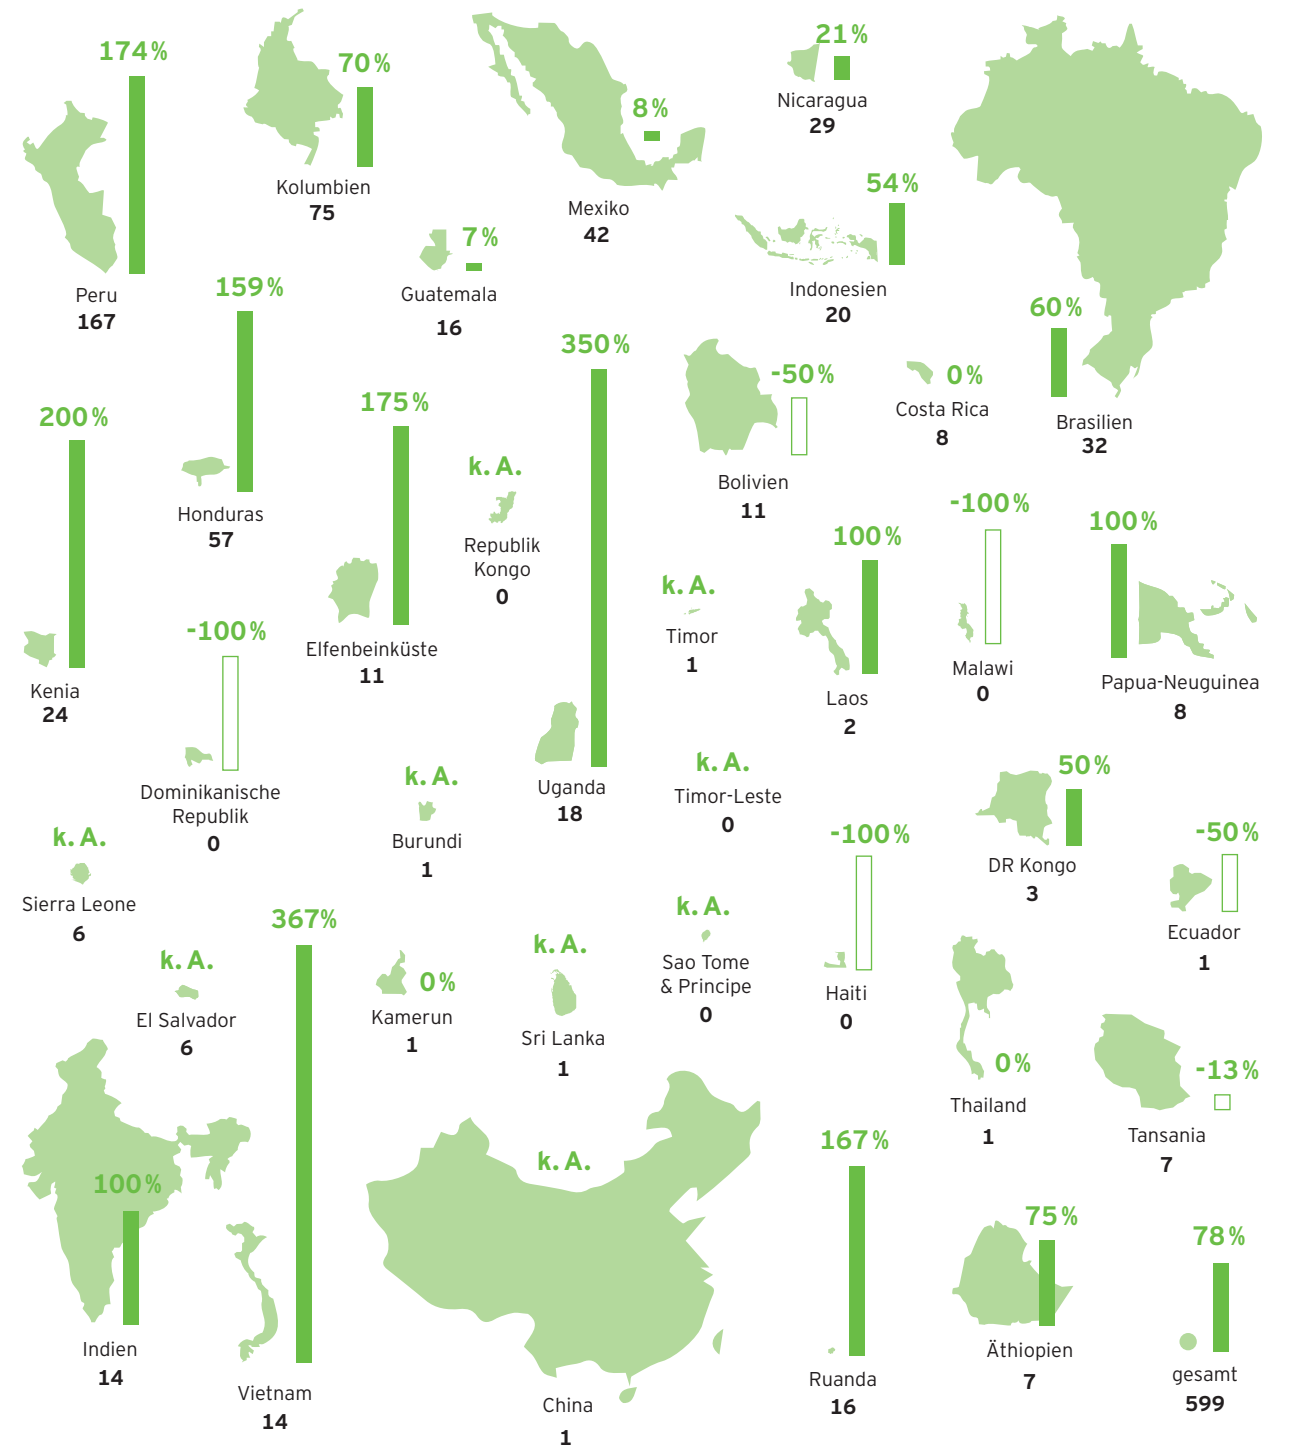 174 %
Peru
167
70 %
Kolumbien
75
8 %
Mexiko
42
21 %
Nicaragua
29
7 %
Guatemala
16
54 %
Indonesien
20
60 %
Brasilien
32
159 %
Honduras
57
350 %
Uganda
18
-50 %
Bolivien
11
0 %
Costa Rica
8
200 %
Kenia
24
175 %
Elfenbeinküste
11
k. A.
Republik
Kongo
0
k. A.
Timor
1
100 %
Laos
2
-100 %
Malawi
0
100 %
Papua-Neuguinea
8
-100 %
Dominikanische
Republik
0
k. A.
Burundi
1
k. A.
Timor-Leste
0
50 %
DR Kongo
3
k. A.
Sierra Leone
6
-100 %
Haiti
0
-50 %
Ecuador
1
k. A.
El Salvador
6
367%
Vietnam
14
0 %
Kamerun
1
k. A.
Sri Lanka
1
k. A.
Sao Tome
& Principe
0
0 %
Thailand
1
-13 %
Tansania
7
100 %
Indien
14
k. A.
China
1
167 %
Ruanda
16
75 %
Äthiopien
7
78 %
gesamt
599